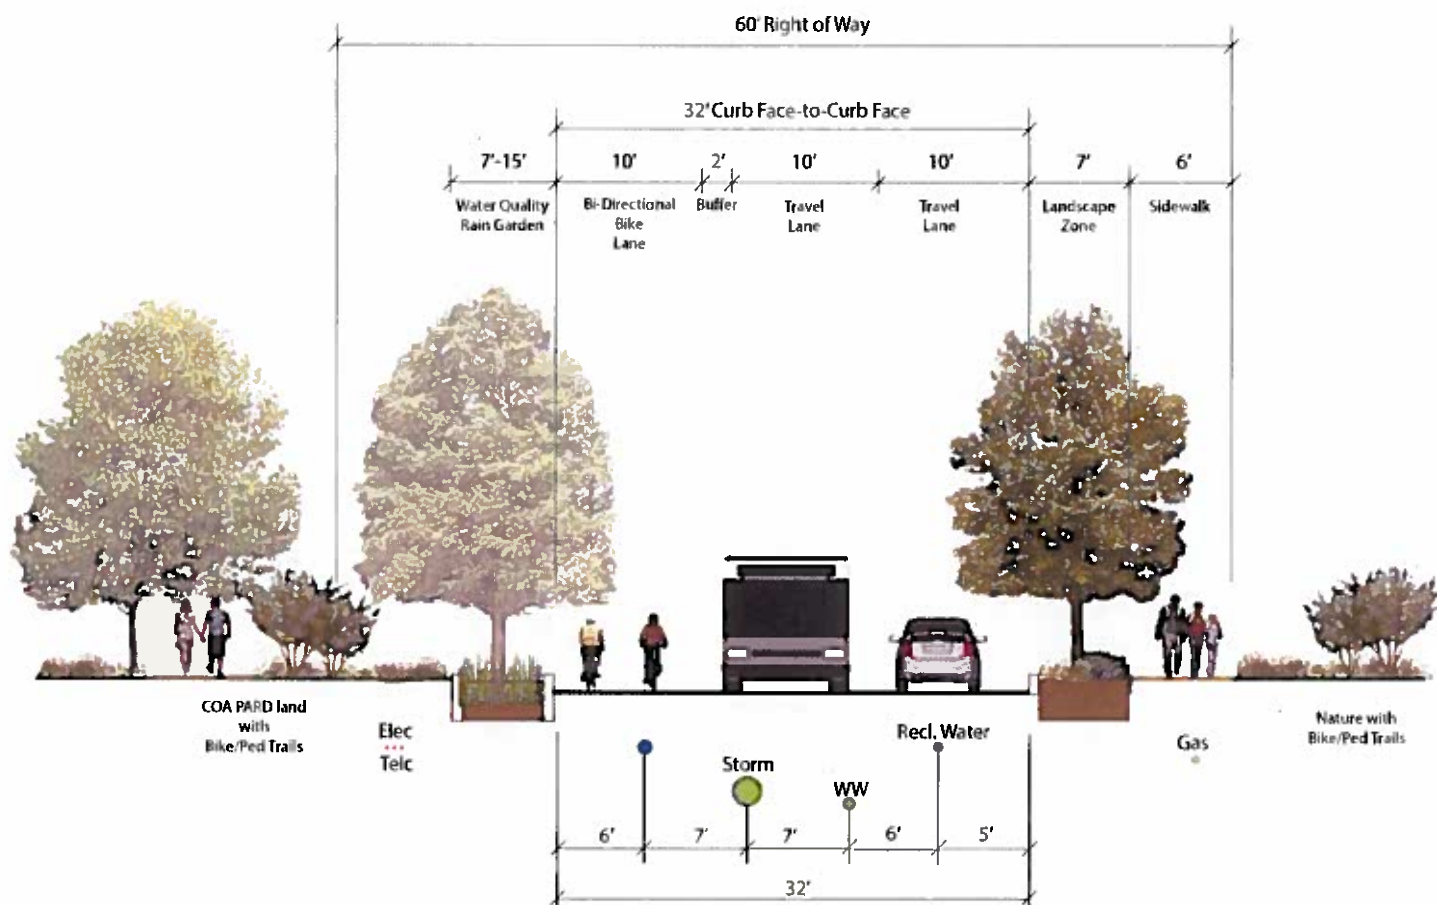 60' Right of Way
32' Curb Face-to-Curb Face
7'-15'
10'
2'
10'
10'
7'
6'
Water Quality
Rain Garden
Bi-Directional
Bike
Lane
Buffer
Travel
Lane
Travel
Lane
Landscape
Zone
Sidewalk
COA PARD land
with
Bike/Ped Trails
Elec
Telc
Storm
WW
Recl. Water
Gas
Nature with
Bike/Ped Trails
6'
7'
7'
6'
5'
32'